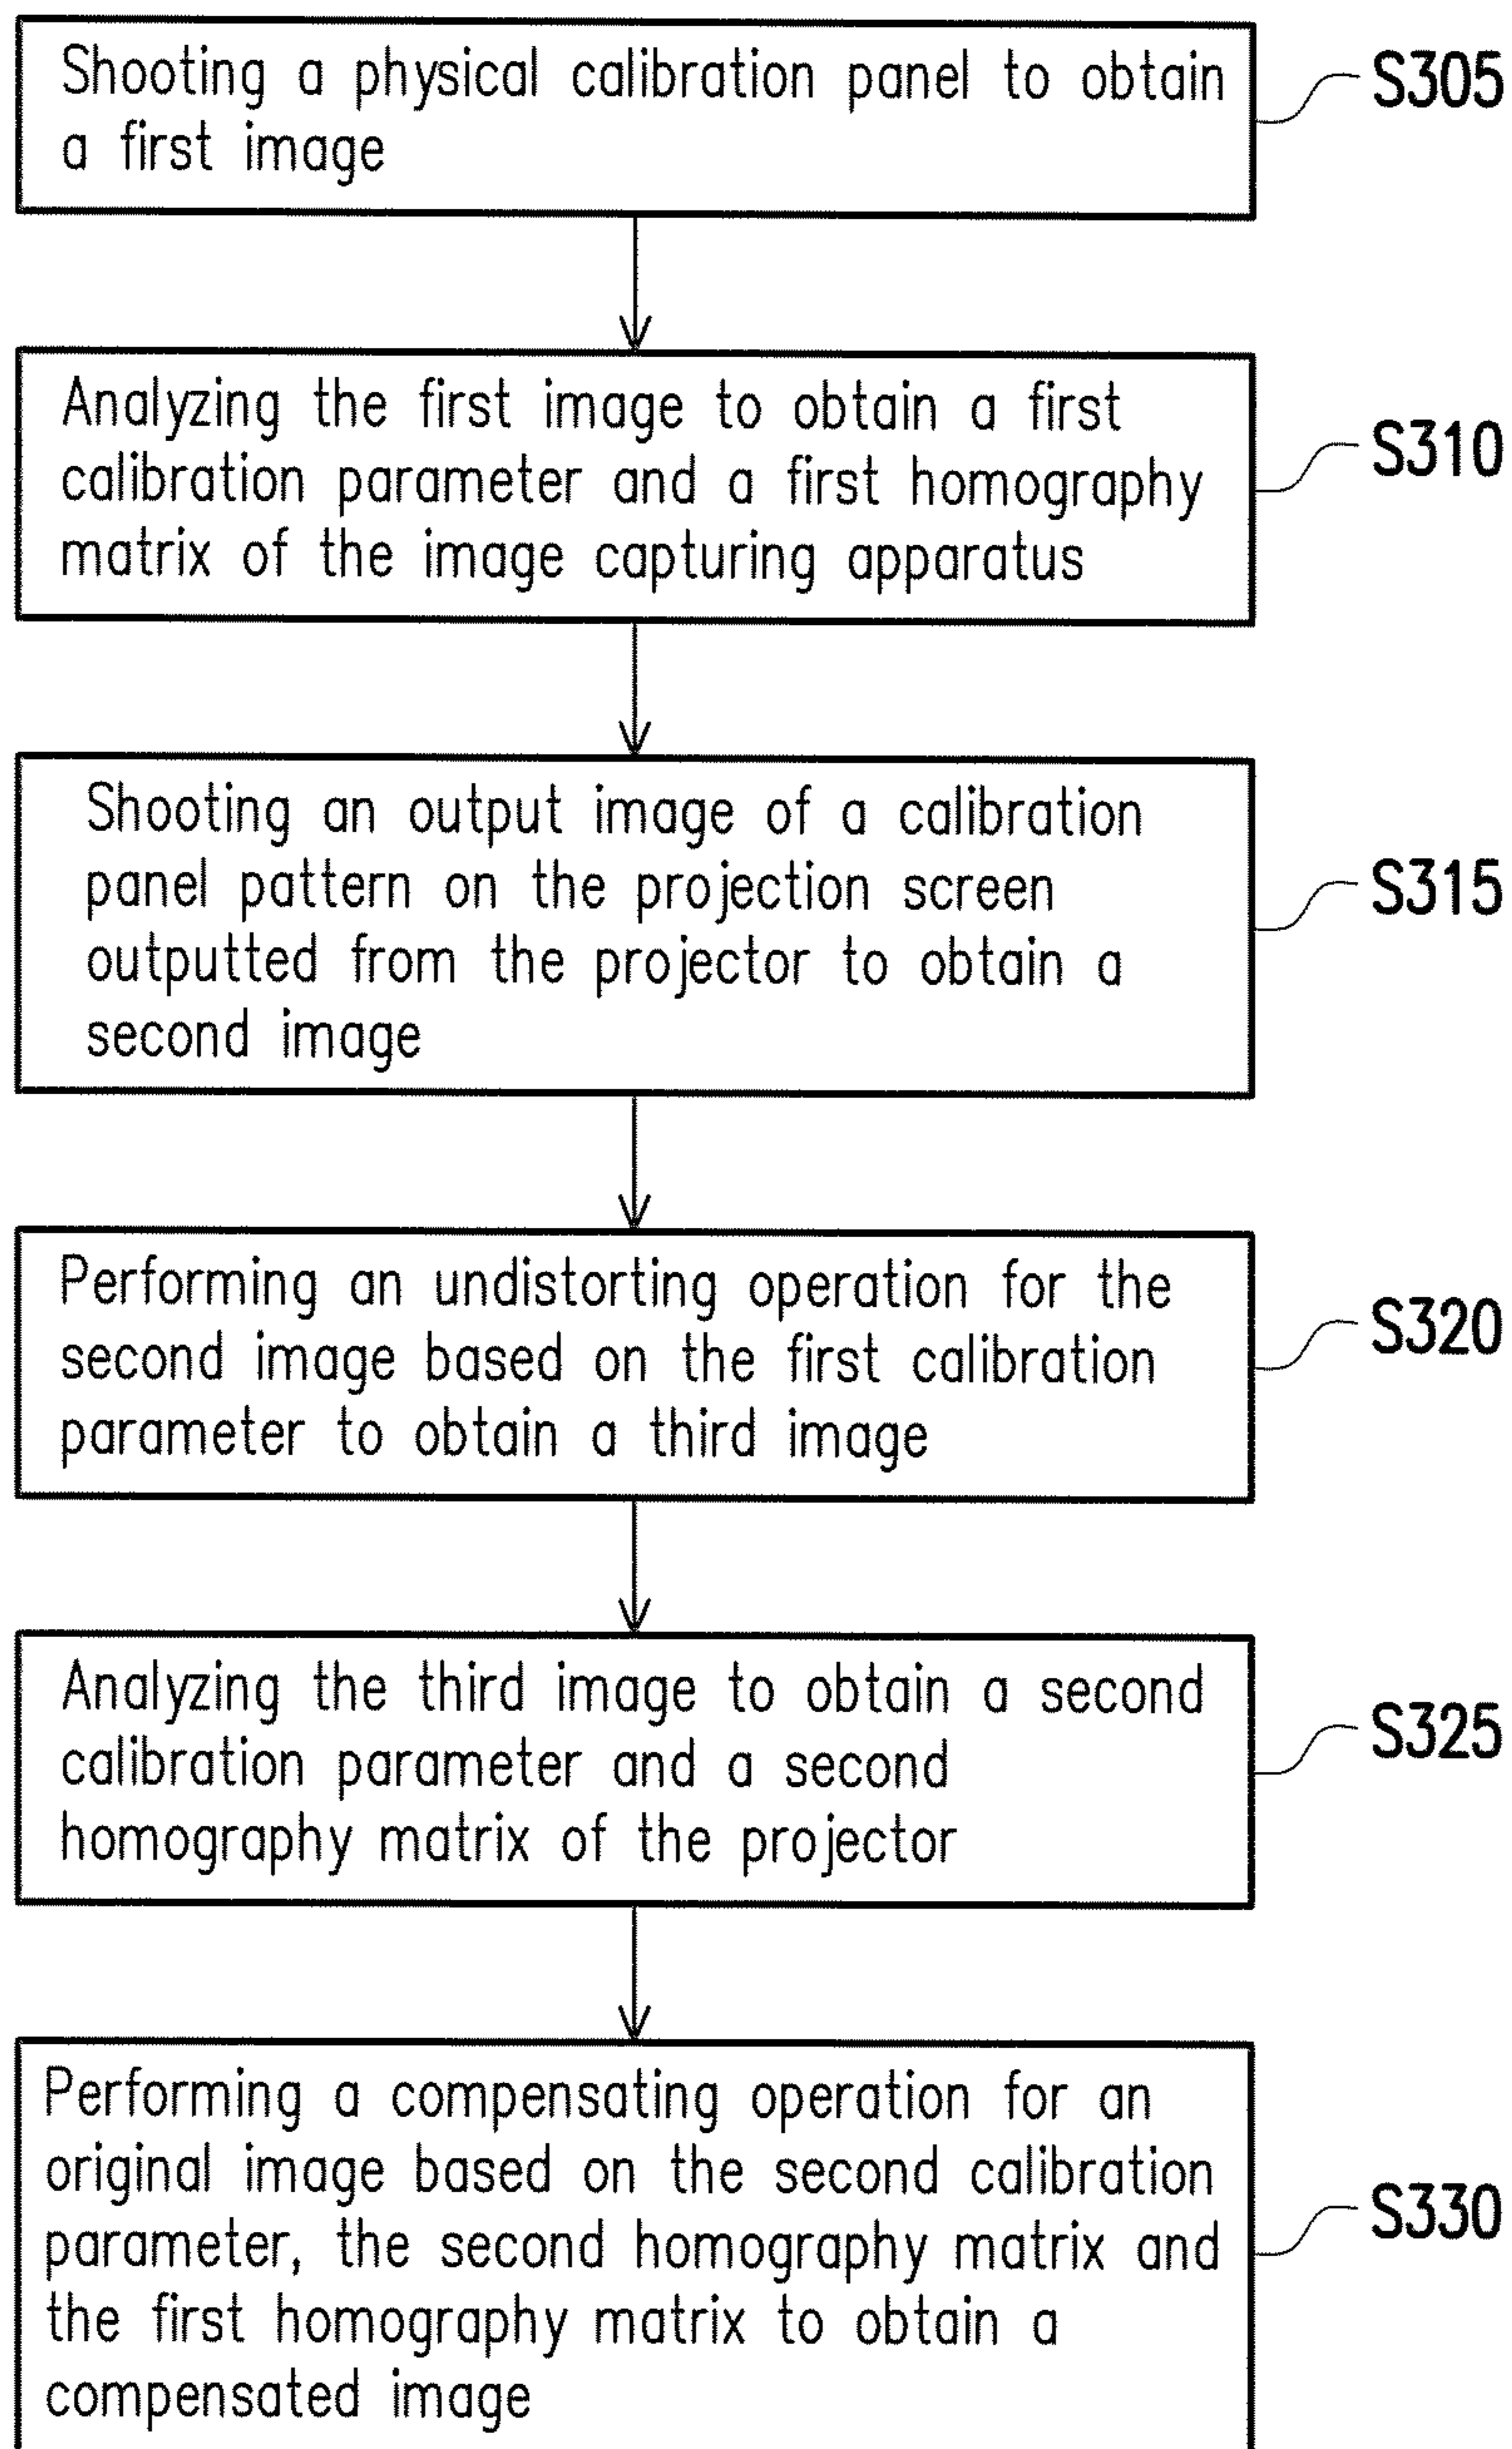 Shooting a physical calibration panel to obtain
a first image
S305
Analyzing the first image to obtain a first
calibration parameter and a first homography
matrix of the image capturing apparatus
S310
Shooting an output image of a calibration
panel pattern on the projection screen
outputted from the projector to obtain a
second image
S315
Performing an undistorting operation for the
second image based on the first calibration
parameter to obtain a third image
S320
Analyzing the third image to obtain a second
calibration parameter and a second
homography matrix of the projector
S325
Performing a compensating operation for an
original image based on the second calibration
parameter, the second homography matrix and
the first homography matrix to obtain a
compensated image
S330